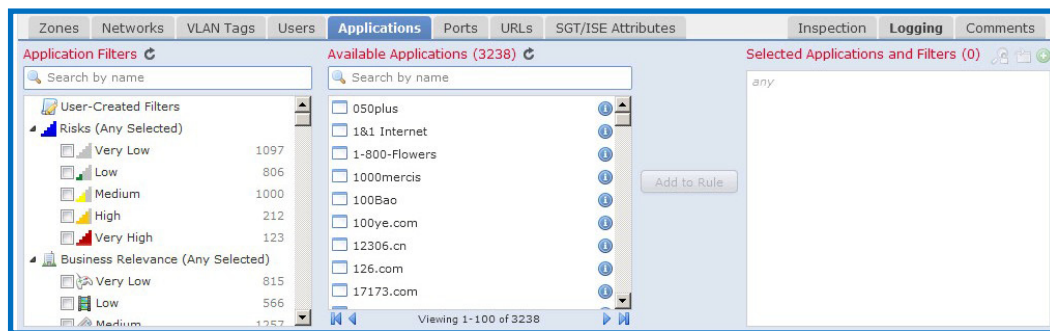 Zones Networks VLAN Tags Users Applications Ports URLs SGT/ISE Attributes Inspection Logging Comments
Application Filters
Search by name
User-Created Filters
Risks (Any Selected)
Very Low 1097
Low 806
Medium 1000
High 212
Very High 123
Business Relevance (Any Selected)
Very Low 815
Low 566
Medium 1257
Available Applications (3238)
Search by name
050plus
1&1 Internet
1-800-Flowers
1000mercis
100Bao
100ye.com
12306.cn
126.com
17173.com
Viewing 1-100 of 3238
Add to Rule
Selected Applications and Filters (0)
any